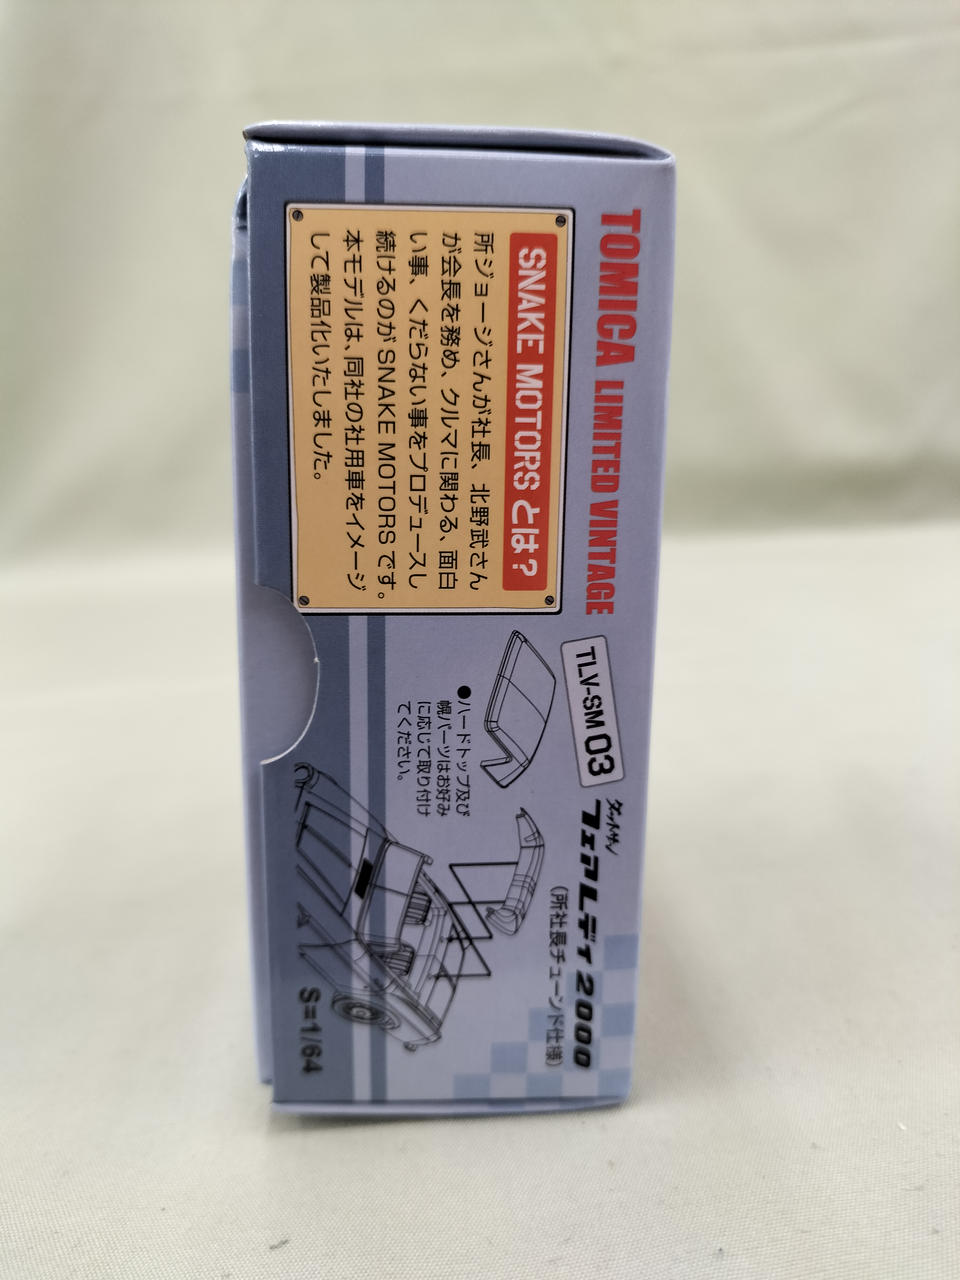 TOMICA LIMITED VINTAGE
SNAKE MOTORS とは?
所ジョージさんが社長、北野武さん
が会長を務め、クルマに関わる、面白
い事、くだらない事をプロデュースし
続けるのがSNAKE MOTORSです。
本モデルは、同社の社用車をイメージ
して製品化いたしました。
TLV-SM 03
ダットサン
フェアレディ 2000
(所社長チューンド仕様)
●ハードトップ及び
幌パーツはお好み
に応じて取り付け
てください。
S=1/64